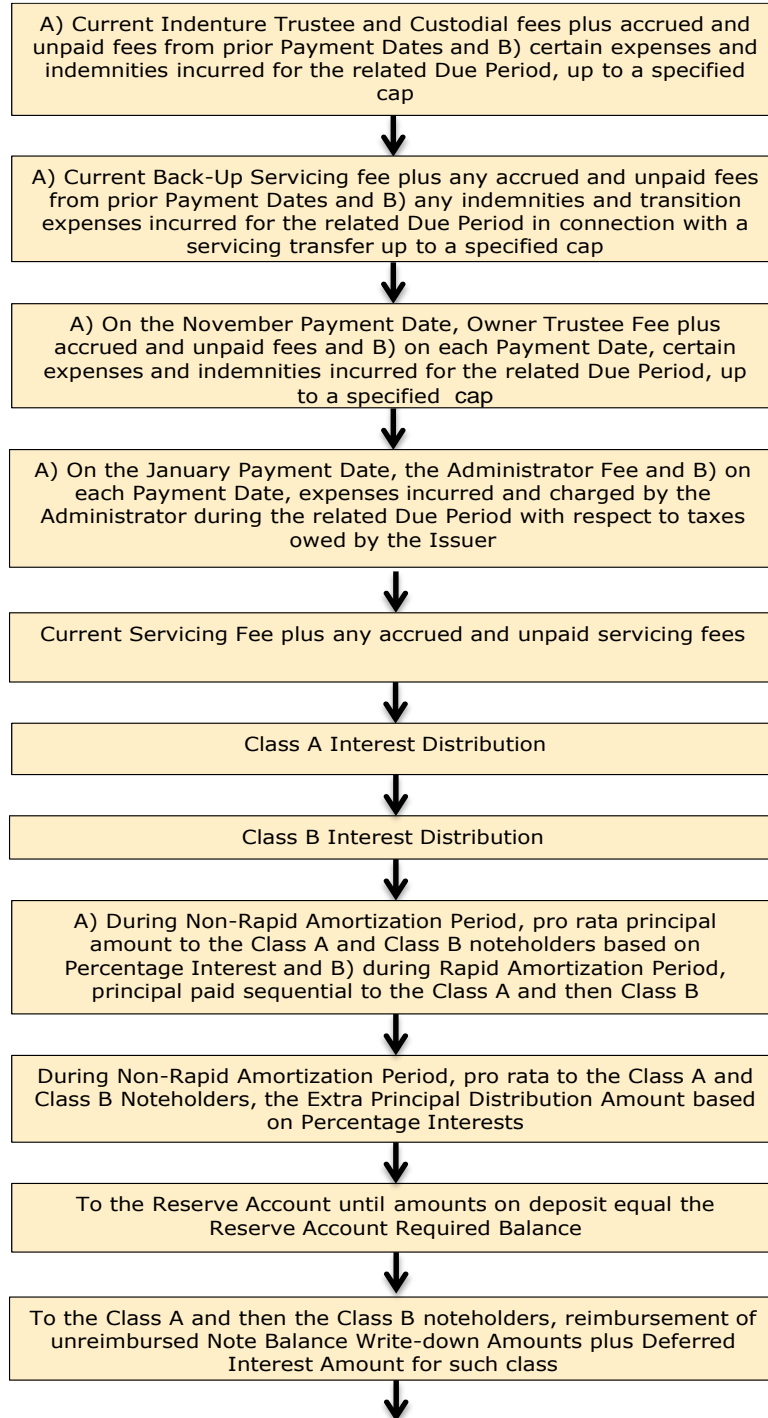 A) Current Indenture Trustee and Custodial fees plus accrued and
unpaid fees from prior Payment Dates and B) certain expenses and
indemnities incurred for the related Due Period, up to a specified
cap
A) Current Back-Up Servicing fee plus any accrued and unpaid fees
from prior Payment Dates and B) any indemnities and transition
expenses incurred for the related Due Period in connection with a
servicing transfer up to a specified cap
A) On the November Payment Date, Owner Trustee Fee plus
accrued and unpaid fees and B) on each Payment Date, certain
expenses and indemnities incurred for the related Due Period, up
to a specified cap
A) On the January Payment Date, the Administrator Fee and B) on
each Payment Date, expenses incurred and charged by the
Administrator during the related Due Period with respect to taxes
owed by the Issuer
Current Servicing Fee plus any accrued and unpaid servicing fees
Class A Interest Distribution
Class B Interest Distribution
A) During Non-Rapid Amortization Period, pro rata principal
amount to the Class A and Class B noteholders based on
Percentage Interest and B) during Rapid Amortization Period,
principal paid sequential to the Class A and then Class B
During Non-Rapid Amortization Period, pro rata to the Class A and
Class B Noteholders, the Extra Principal Distribution Amount based
on Percentage Interests
To the Reserve Account until amounts on deposit equal the
Reserve Account Required Balance
To the Class A and then the Class B noteholders, reimbursement of
unreimbursed Note Balance Write-down Amounts plus Deferred
Interest Amount for such class